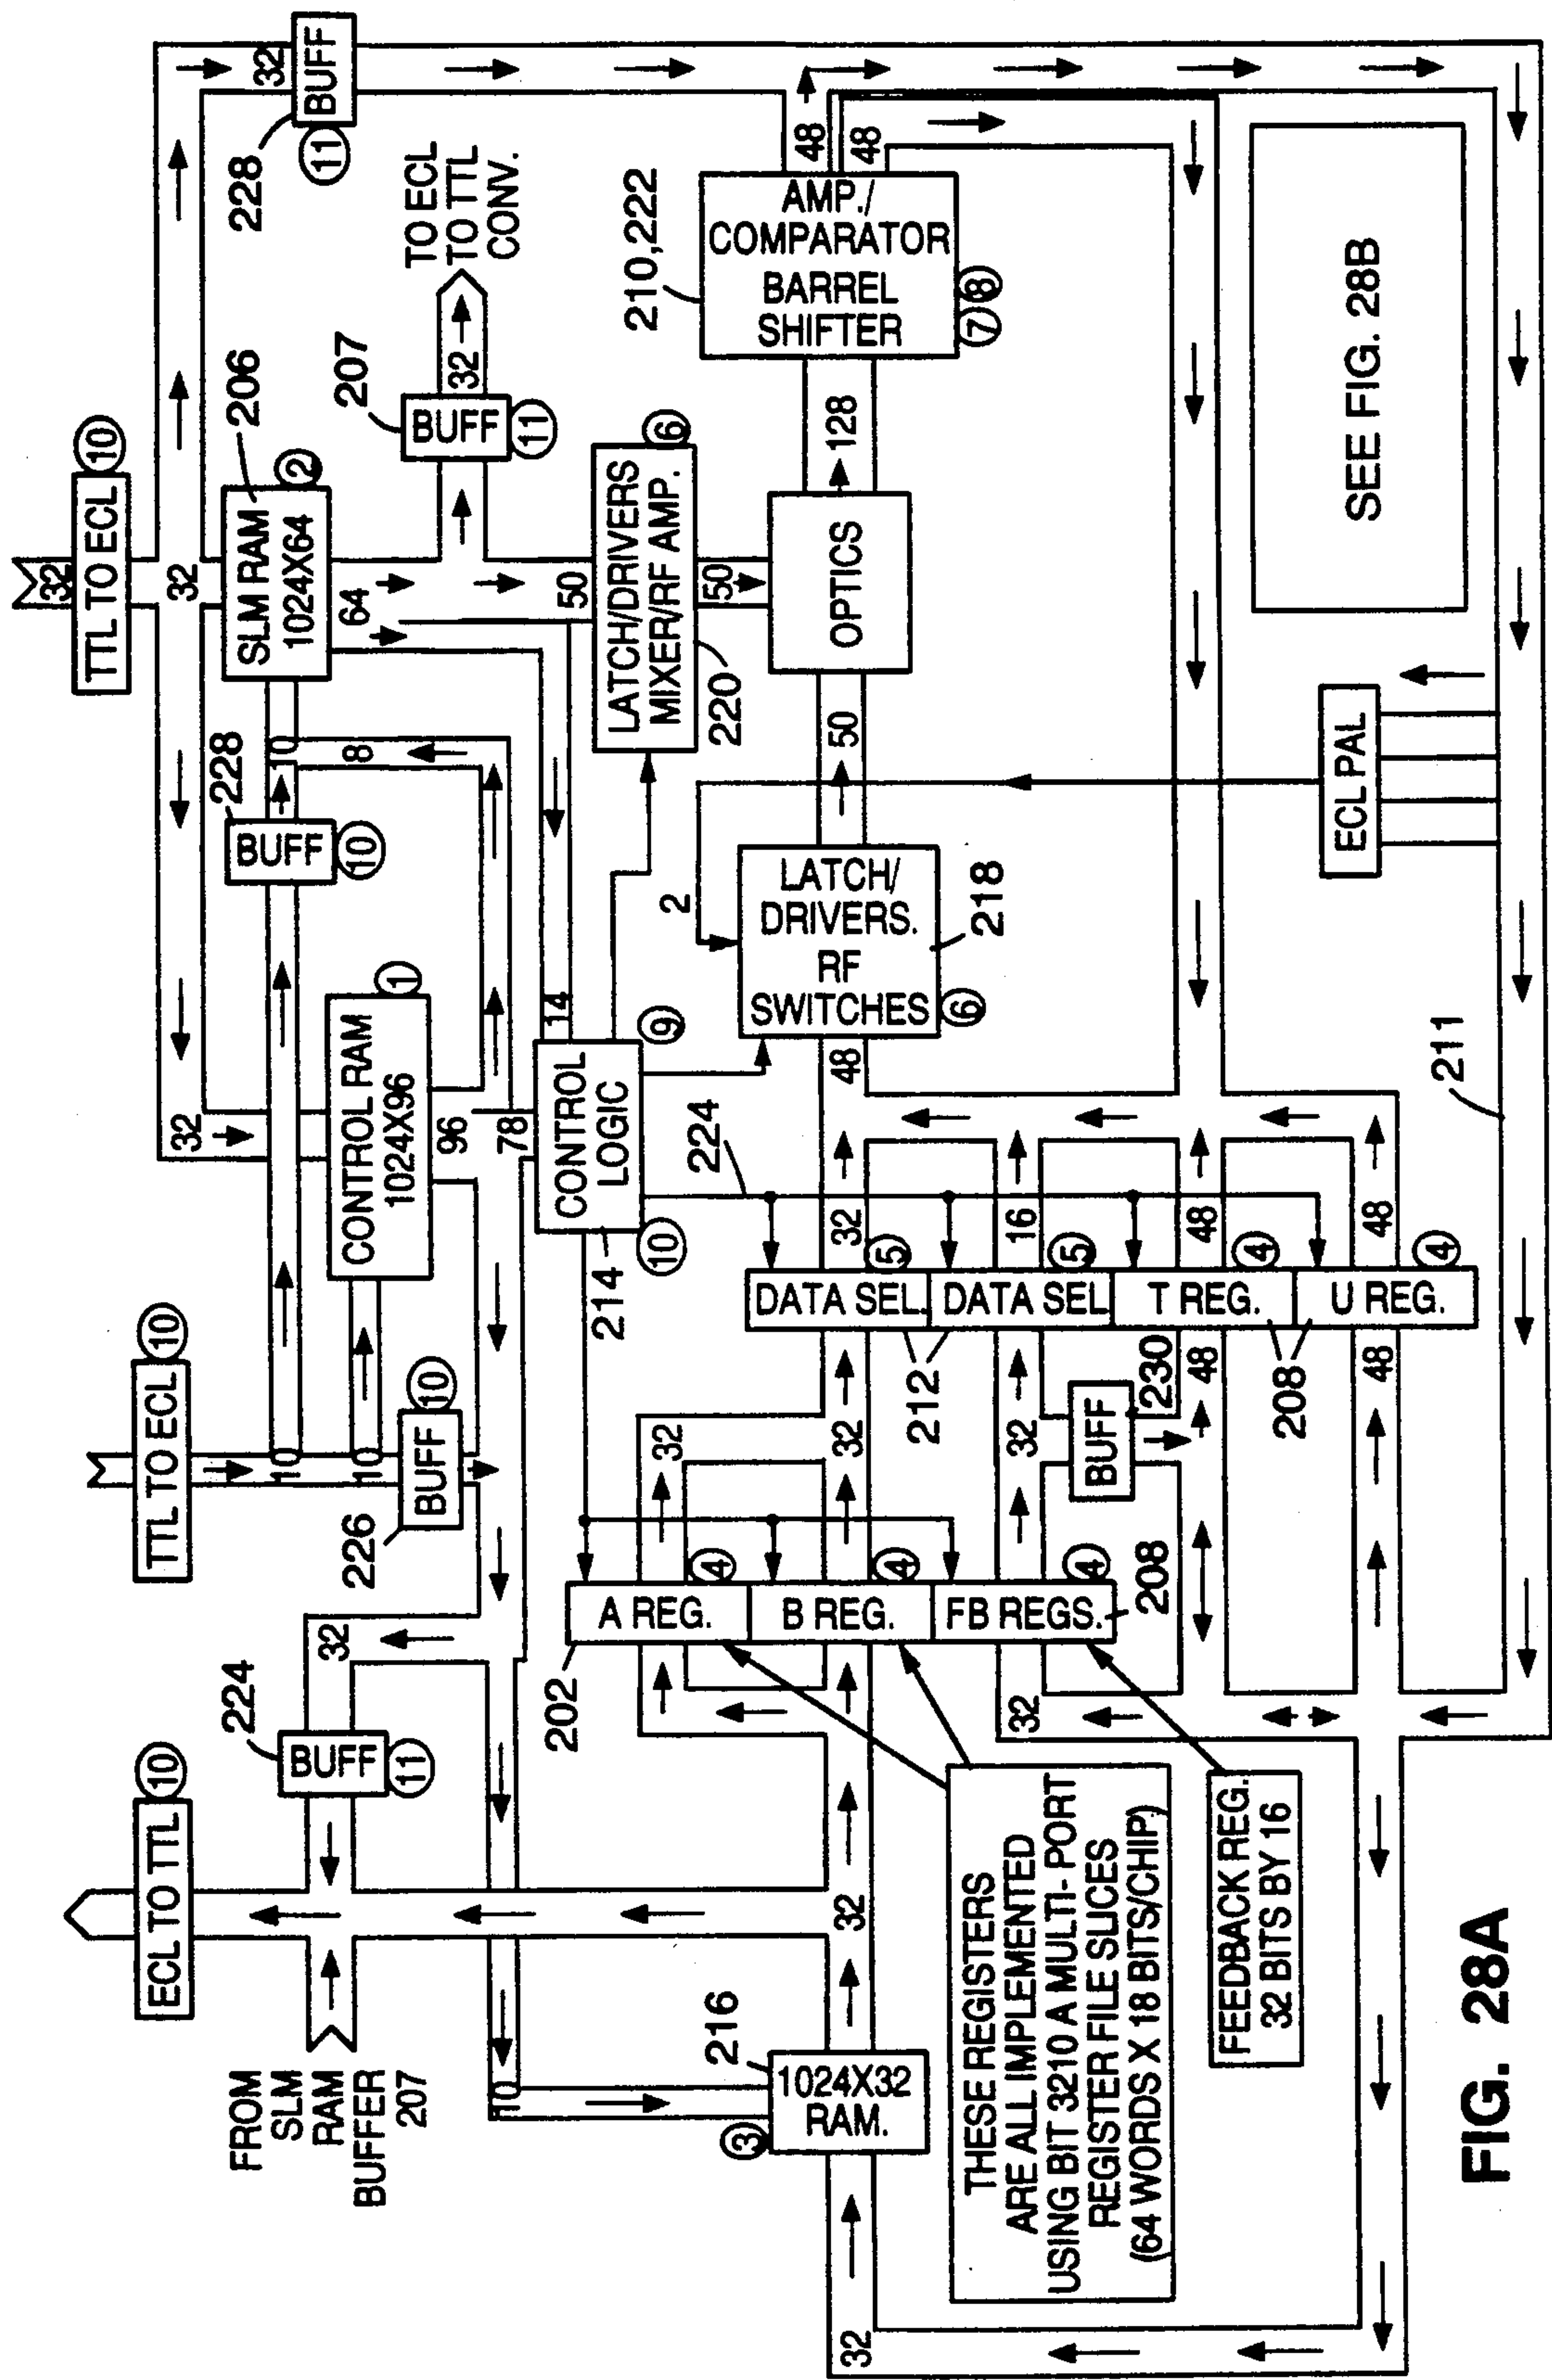 32
TTL TO ECL
10
32
SLM RAM
1024X64
2
206
64
32
BUFF
228
11
TO ECL
TO TTL
CONV.
32
BUFF
207
11
50
LATCH/DRIVERS
MIXER/RF AMP.
6
220
50
OPTICS
128
AMP./
COMPARATOR
BARREL
SHIFTER
210,222
7
8
48
48
SEE FIG. 28B
ECL PAL
50
2
LATCH/
DRIVERS.
RF
SWITCHES
6
218
48
10
8
228
BUFF
10
32
CONTROL RAM
1024X96
1
96
78
14
CONTROL
LOGIC
9
10
214
224
TTL TO ECL
10
10
10
BUFF
10
226
32
224
BUFF
11
ECL TO TTL
10
FROM
SLM
RAM
BUFFER
207
10
216
1024X32
RAM.
3
32
32
202
A REG.
4
B REG.
4
FB REGS.
4
208
32
32
32
32
BUFF
230
48
48
212
208
DATA SEL.
5
DATA SEL
5
T REG.
4
U REG.
4
32
16
48
48
211
THESE REGISTERS
ARE ALL IMPLEMENTED
USING BIT 3210 A MULTI-PORT
REGISTER FILE SLICES
(64 WORDS X 18 BITS/CHIP)
FEEDBACK REG.
32 BITS BY 16
FIG. 28A